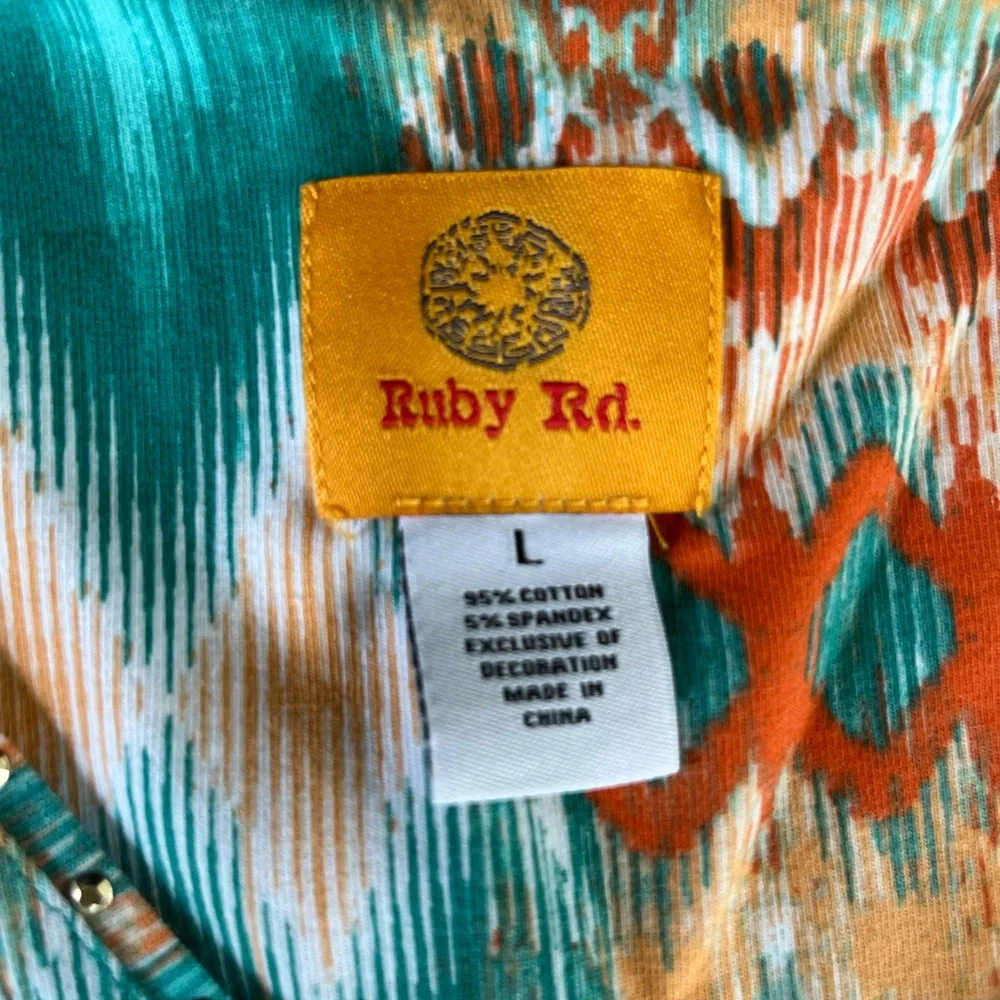 Ruby Rd.
L
95% COTTON
5% SPANDEX
EXCLUSIVE OF
DECORATION
MADE IN
CHINA